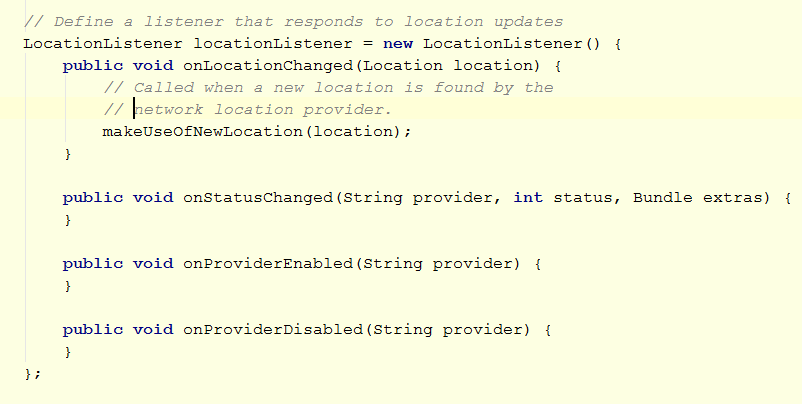 // Define a listener that responds to location updates
LocationListener locationListener = new LocationListener() {
    public void onLocationChanged(Location location) {
        // Called when a new location is found by the
        // network location provider.
        makeUseOfNewLocation(location);
    }

    public void onStatusChanged(String provider, int status, Bundle extras) {
    }

    public void onProviderEnabled(String provider) {
    }

    public void onProviderDisabled(String provider) {
    }
};